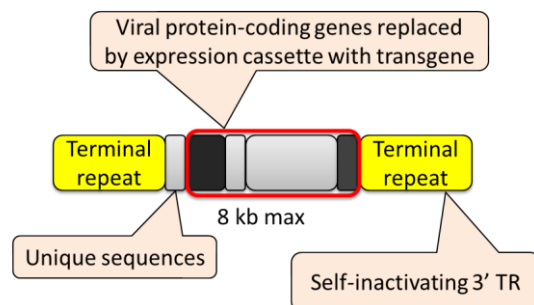 Viral protein-coding genes replaced
by expression cassette with transgene
Terminal
repeat
Terminal
repeat
8 kb max
Unique sequences
Self-inactivating 3’ TR